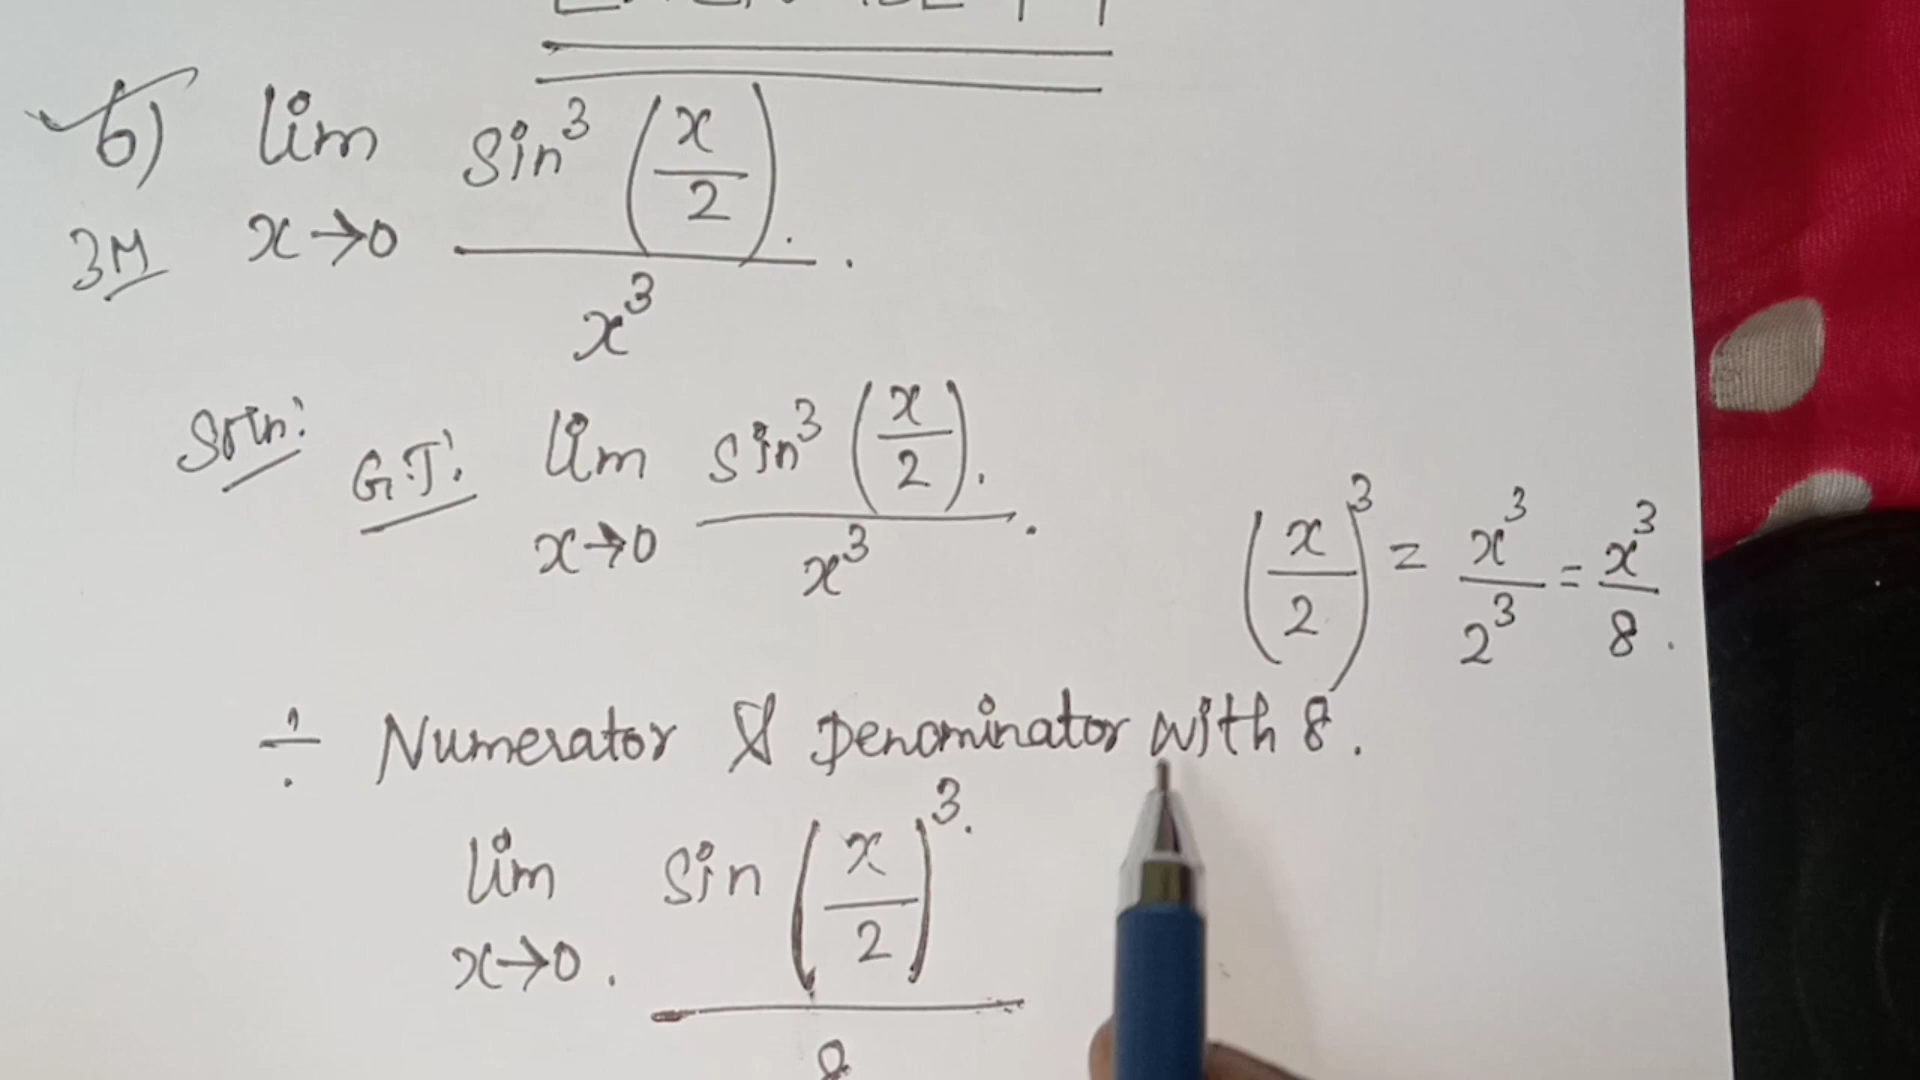 6) lim sin³ (x/2).
3M x→0 x³ .
Soln: G.T: lim sin³ (x/2).
x→0 x³ .
(x/2)³ = x³/2³ = x³/8 .
÷ Numerator & Denominator with 8 .
lim sin (x/2)³.
x→0 . 8